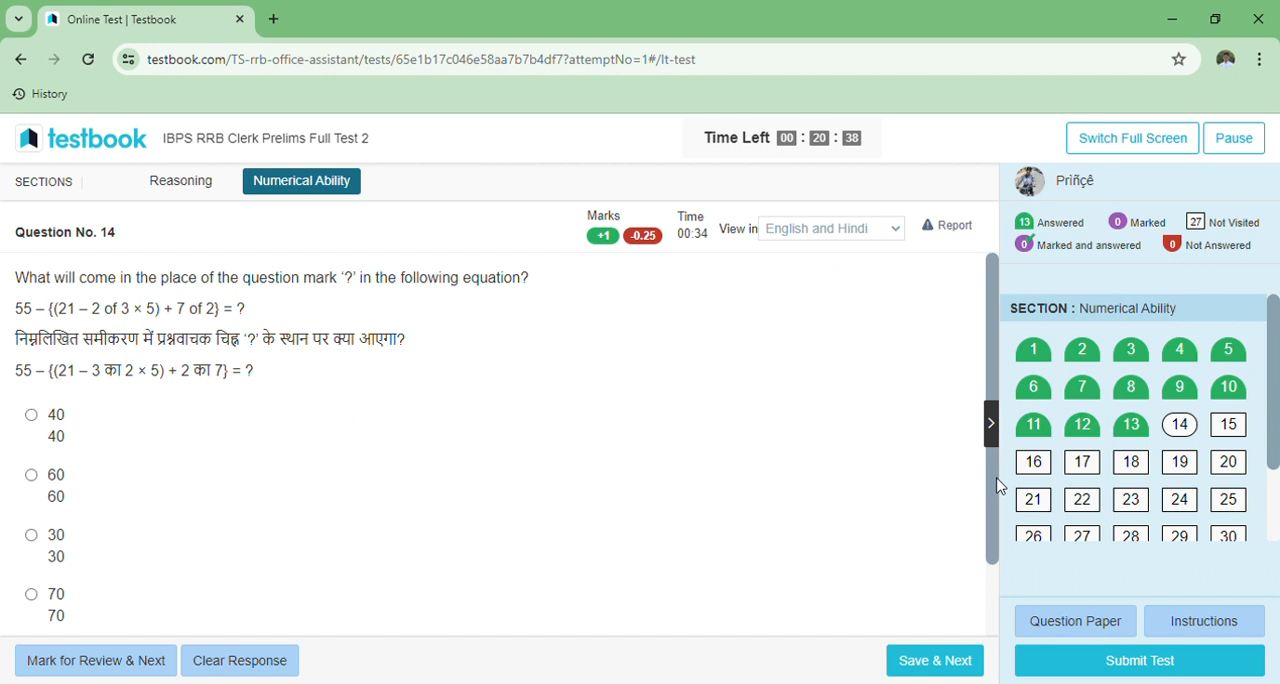 Online Test | Testbook
testbook.com/TS-rrb-office-assistant/tests/65e1b17c046e58aa7b7b4df7?attemptNo=1#/lt-test
History
testbook IBPS RRB Clerk Prelims Full Test 2 Time Left 00 : 20 : 38 Switch Full Screen Pause
SECTIONS Reasoning Numerical Ability Priñçê
Question No. 14 Marks +1 -0.25 Time 00:34 View in English and Hindi Report
13 Answered 0 Marked 27 Not Visited
0 Marked and answered 0 Not Answered
What will come in the place of the question mark '?' in the following equation?
55 – {(21 – 2 of 3 × 5) + 7 of 2} = ?
निम्नलिखित समीकरण में प्रश्नवाचक चिह्न '?' के स्थान पर क्या आएगा?
55 – {(21 – 3 का 2 × 5) + 2 का 7} = ?
40
40
60
60
30
30
70
70
SECTION : Numerical Ability
1 2 3 4 5
6 7 8 9 10
11 12 13 14 15
16 17 18 19 20
21 22 23 24 25
26 27 28 29 30
Question Paper Instructions
Mark for Review & Next Clear Response Save & Next Submit Test